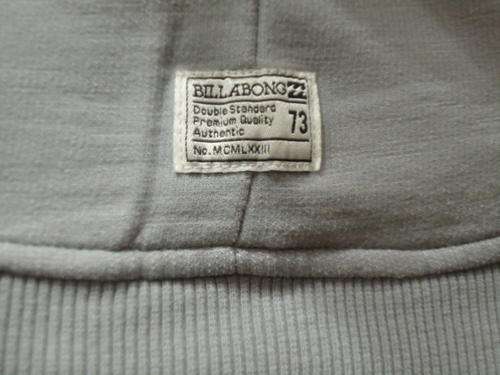 BILLABONG
Double Standard
Premium Quality
Authentic
73
No. MCMLXXIII